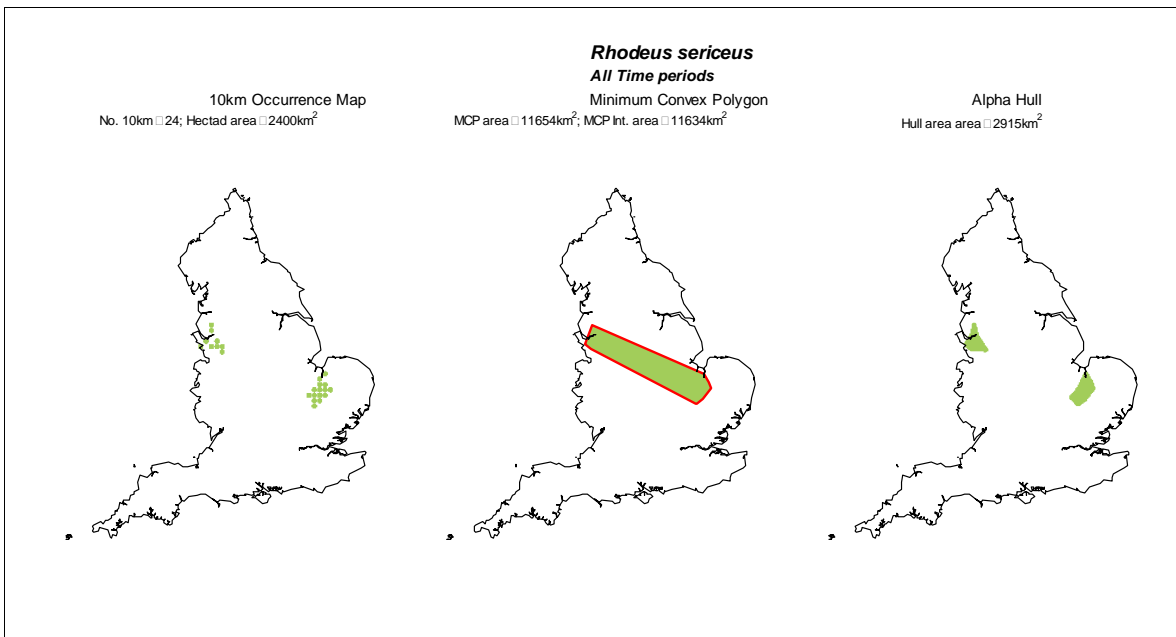 Rhodeus sericeus
All Time periods
10km Occurrence Map
No. 10km □ 24; Hectad area □ 2400km²
Minimum Convex Polygon
MCP area □ 11654km²; MCP Int. area □ 11634km²
Alpha Hull
Hull area area □ 2915km²